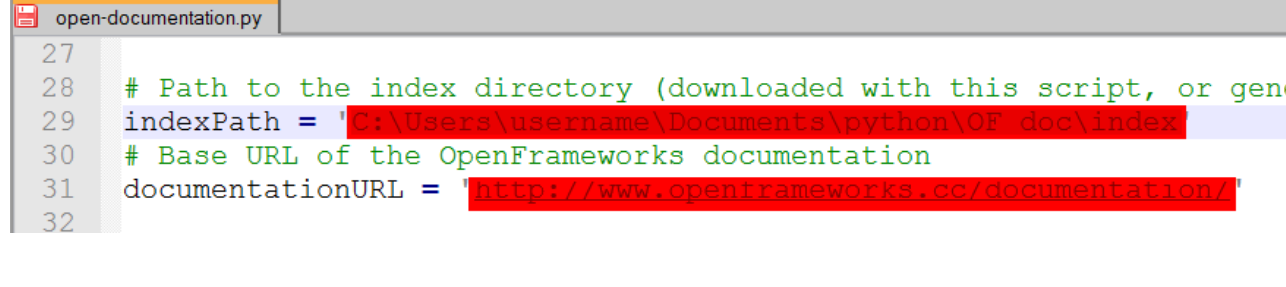 open-documentation.py
27
28 # Path to the index directory (downloaded with this script, or gen
29 indexPath = 'C:\Users\username\Documents\python\OF doc\index'
30 # Base URL of the OpenFrameworks documentation
31 documentationURL = 'http://www.openframeworks.cc/documentation/'
32